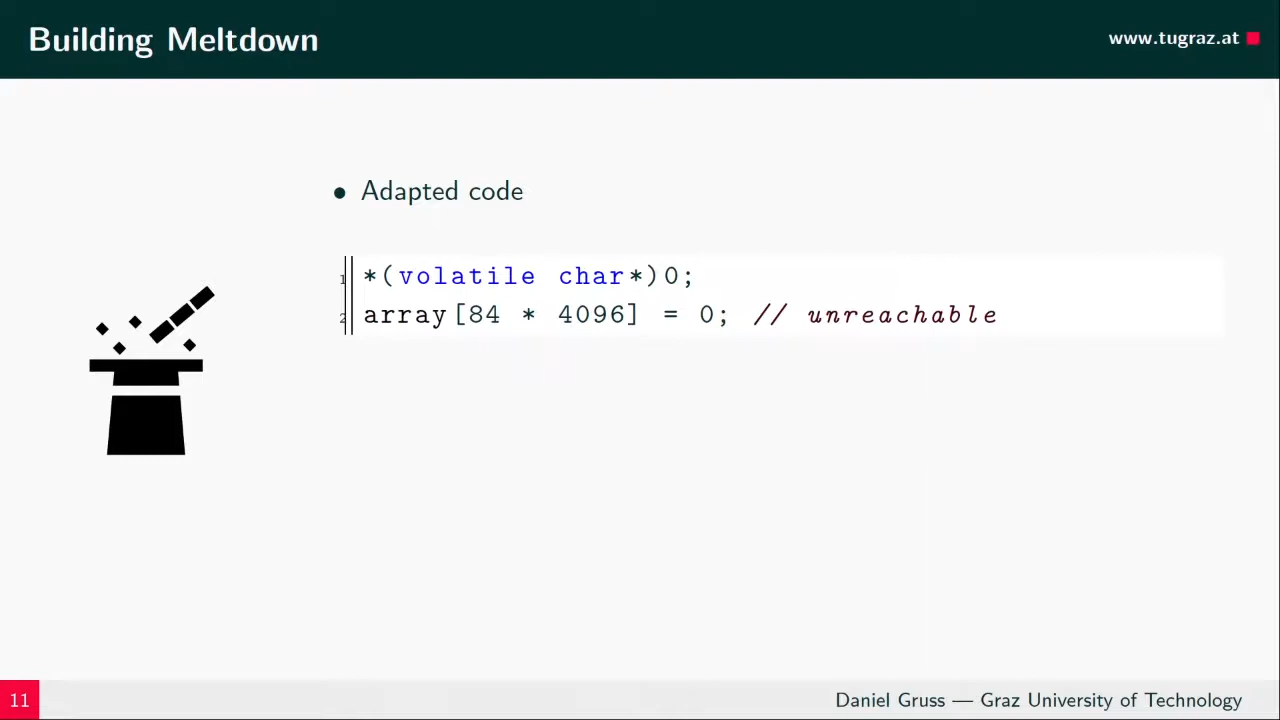 Building Meltdown
www.tugraz.at
• Adapted code
1 *(volatile char*)0;
2 array[84 * 4096] = 0; // unreachable
11
Daniel Gruss — Graz University of Technology